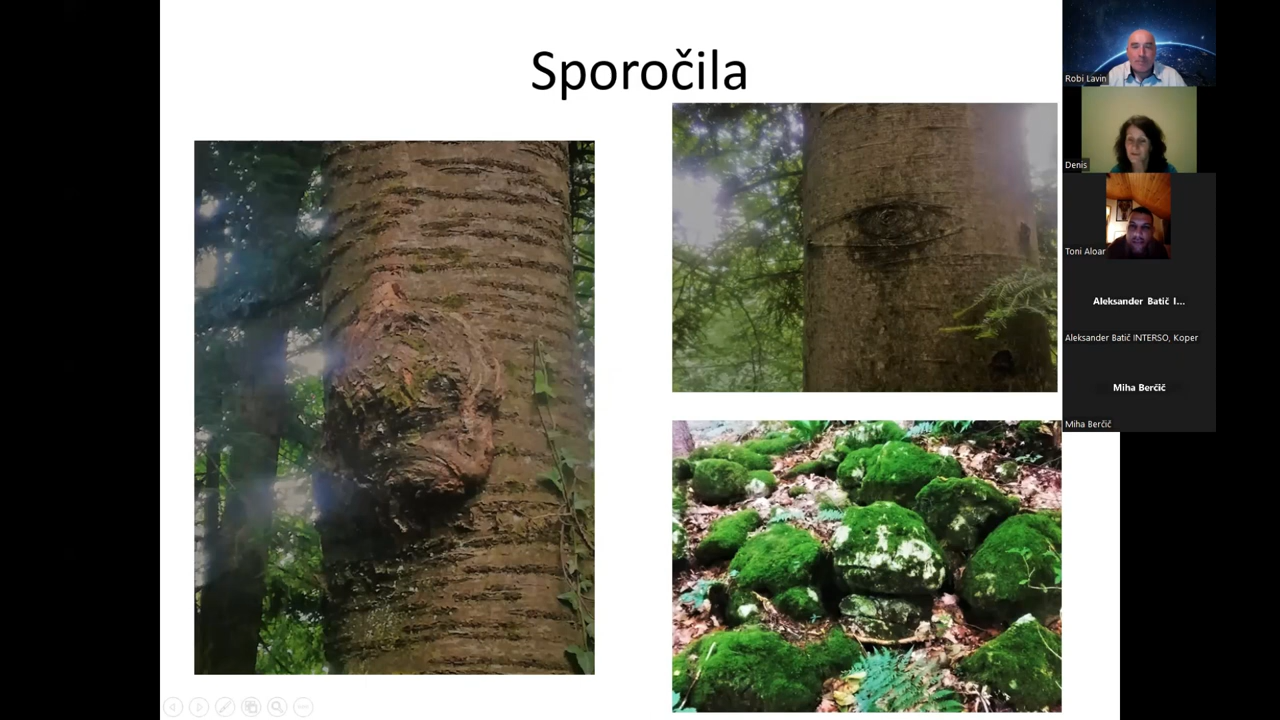 Sporočila
Robi Lavin
Denis
Toni Aloar
Aleksander Batič I...
Aleksander Batič INTERSO, Koper
Miha Berčič
Miha Berčič